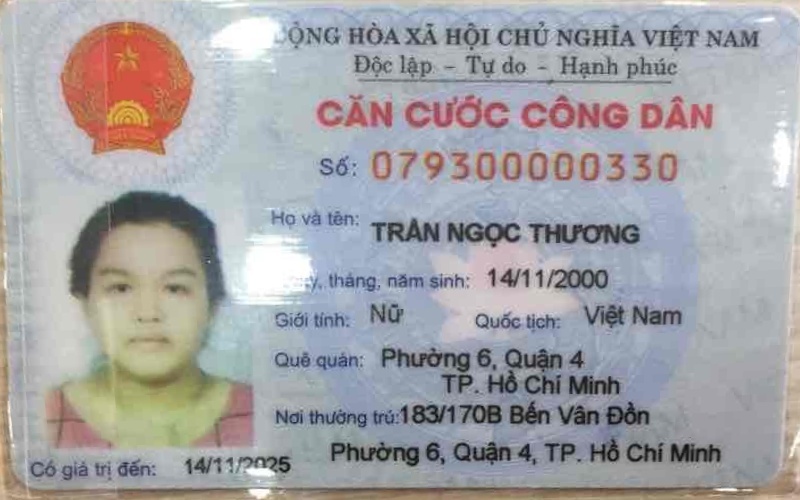 CỘNG HÒA XÃ HỘI CHỦ NGHĨA VIỆT NAM
Độc lập - Tự do - Hạnh phúc
CĂN CƯỚC CÔNG DÂN
Số: 079300000330
Họ và tên: TRẦN NGỌC THƯƠNG
tháng, năm sinh: 14/11/2000
Giới tính: Nữ Quốc tịch: Việt Nam
Quê quán: Phường 6, Quận 4
TP. Hồ Chí Minh
Nơi thường trú: 183/170B Bến Vân Đồn
Phường 6, Quận 4, TP. Hồ Chí Minh
Có giá trị đến: 14/11/2025